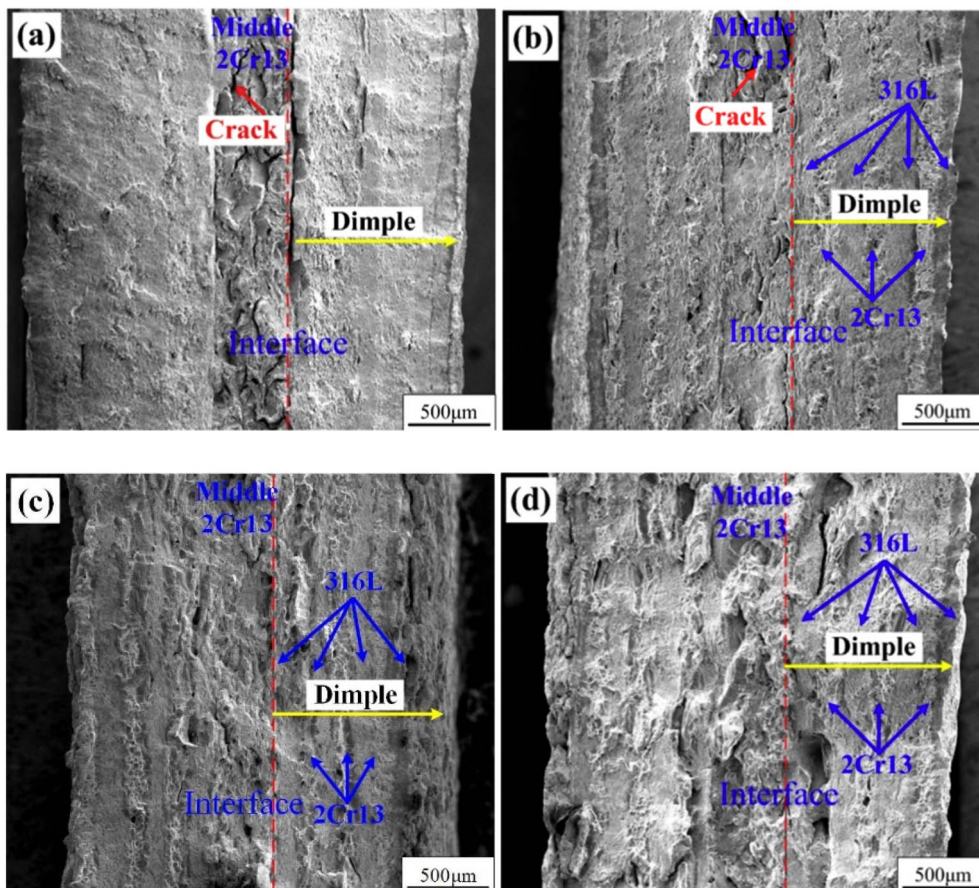 (a)
Middle
2Cr13
Crack
Dimple
Interface
500μm
(b)
Middle
2Cr13
Crack
316L
Dimple
2Cr13
Interface
500μm
(c)
Middle
2Cr13
316L
Dimple
Interface
2Cr13
500μm
(d)
Middle
2Cr13
316L
Dimple
2Cr13
Interface
500μm